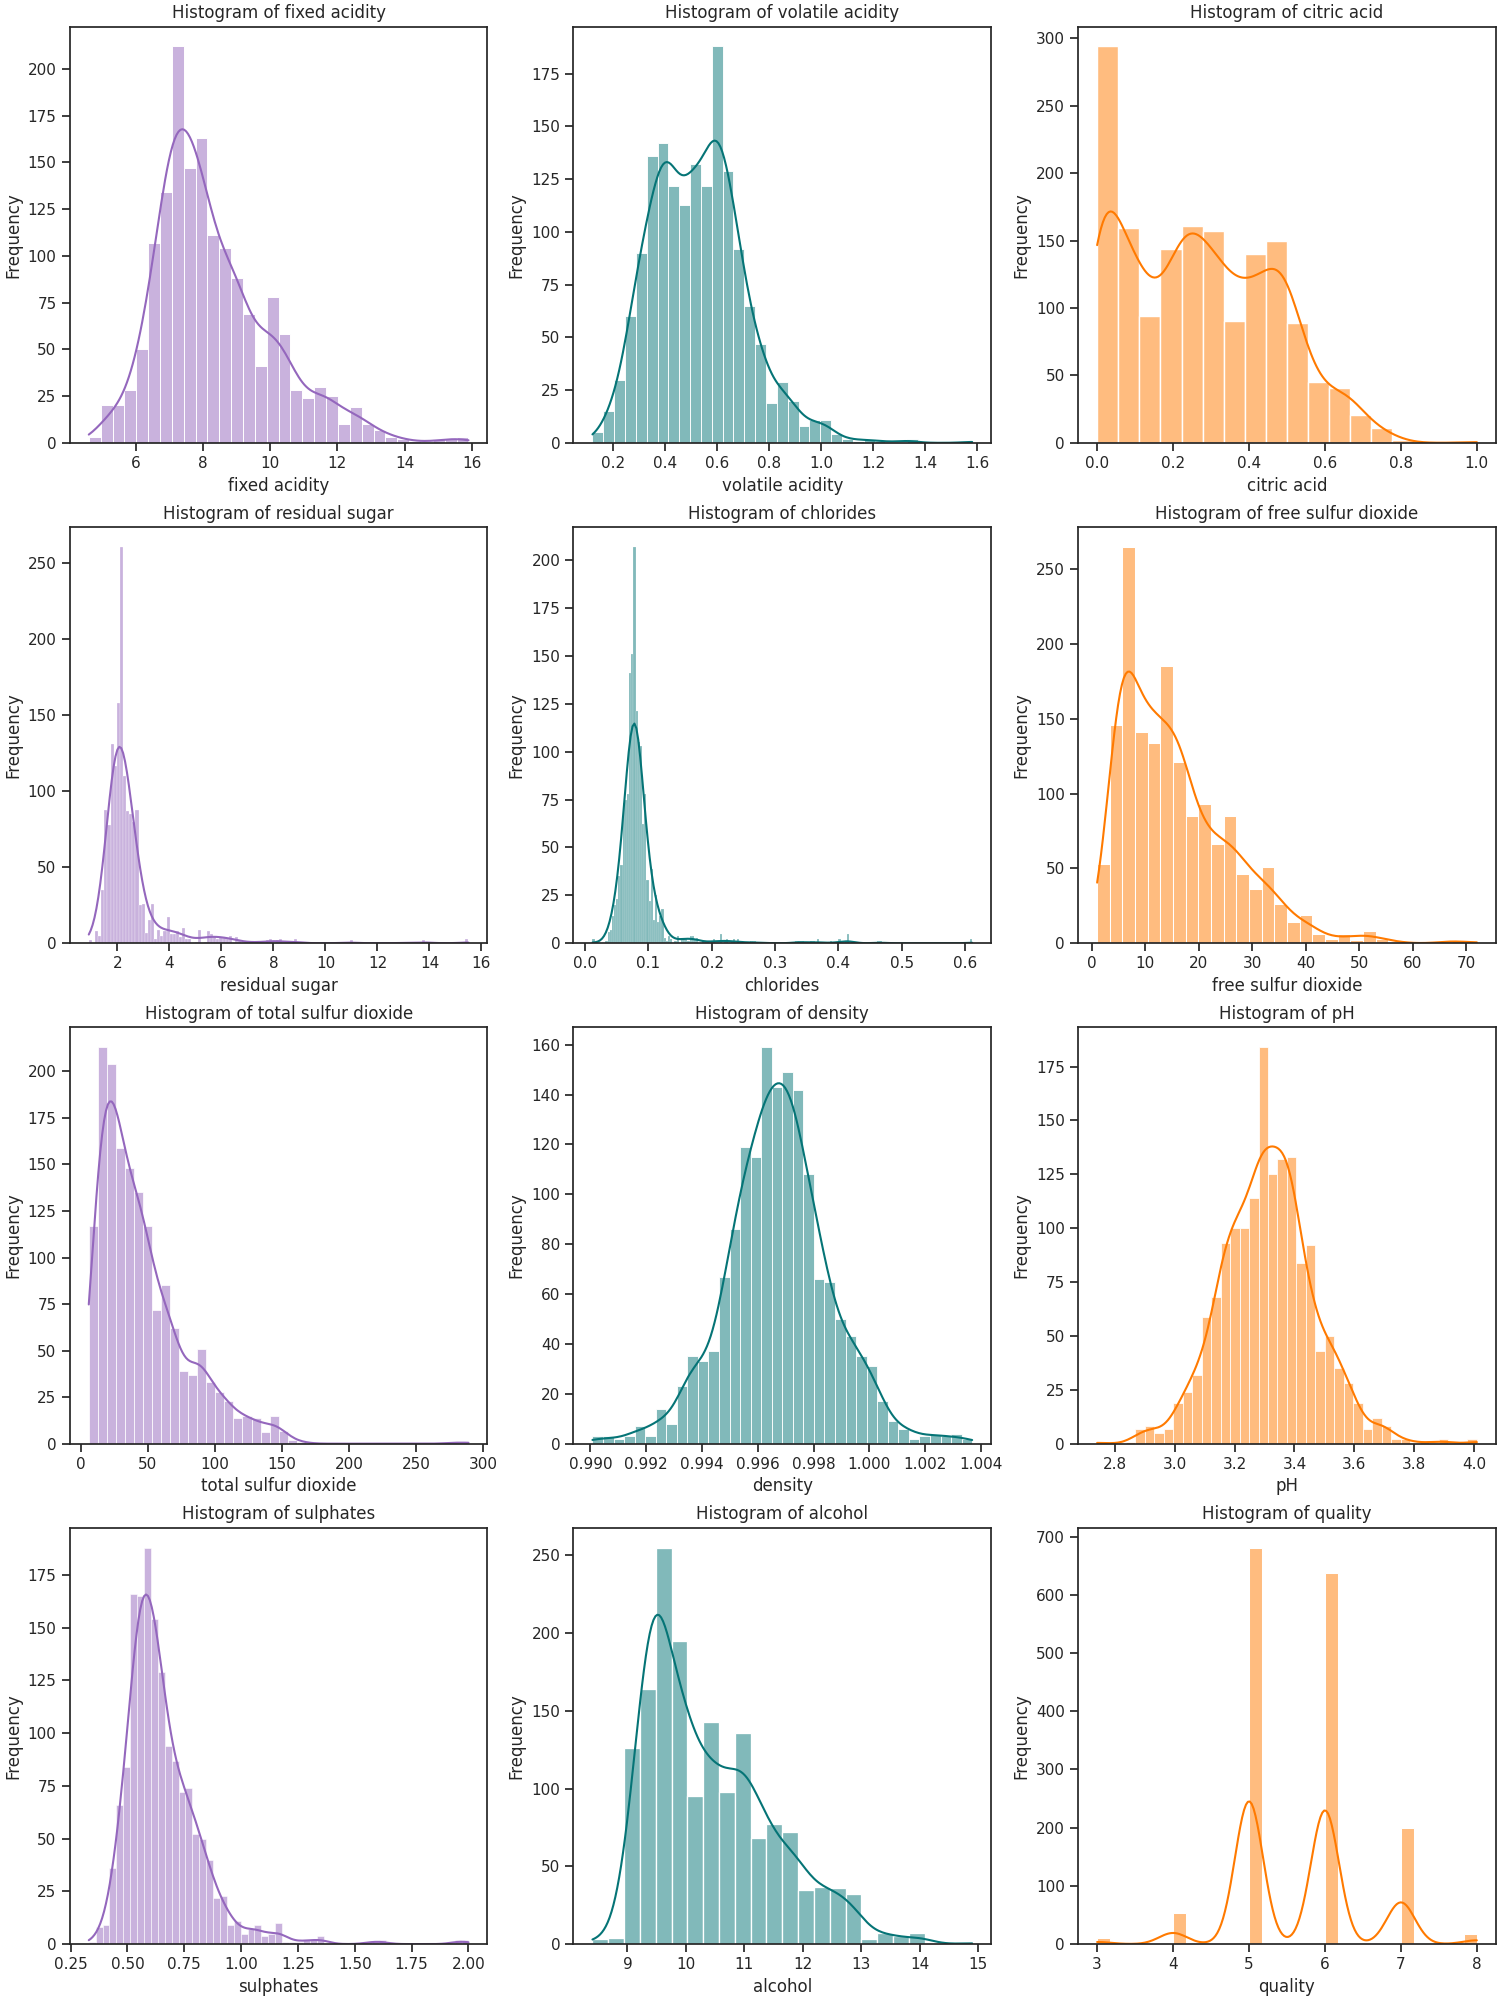 Histogram of fixed acidity
Frequency
200
175
150
125
100
75
50
25
0
6 8 10 12 14 16
fixed acidity
Histogram of volatile acidity
Frequency
175
150
125
100
75
50
25
0
0.2 0.4 0.6 0.8 1.0 1.2 1.4 1.6
volatile acidity
Histogram of citric acid
Frequency
300
250
200
150
100
50
0
0.0 0.2 0.4 0.6 0.8 1.0
citric acid
Histogram of residual sugar
Frequency
250
200
150
100
50
0
2 4 6 8 10 12 14 16
residual sugar
Histogram of chlorides
Frequency
200
175
150
125
100
75
50
25
0
0.0 0.1 0.2 0.3 0.4 0.5 0.6
chlorides
Histogram of free sulfur dioxide
Frequency
250
200
150
100
50
0
0 10 20 30 40 50 60 70
free sulfur dioxide
Histogram of total sulfur dioxide
Frequency
200
175
150
125
100
75
50
25
0
0 50 100 150 200 250 300
total sulfur dioxide
Histogram of density
Frequency
160
140
120
100
80
60
40
20
0
0.990 0.992 0.994 0.996 0.998 1.000 1.002 1.004
density
Histogram of pH
Frequency
175
150
125
100
75
50
25
0
2.8 3.0 3.2 3.4 3.6 3.8 4.0
pH
Histogram of sulphates
Frequency
175
150
125
100
75
50
25
0
0.25 0.50 0.75 1.00 1.25 1.50 1.75 2.00
sulphates
Histogram of alcohol
Frequency
250
200
150
100
50
0
9 10 11 12 13 14 15
alcohol
Histogram of quality
Frequency
700
600
500
400
300
200
100
0
3 4 5 6 7 8
quality